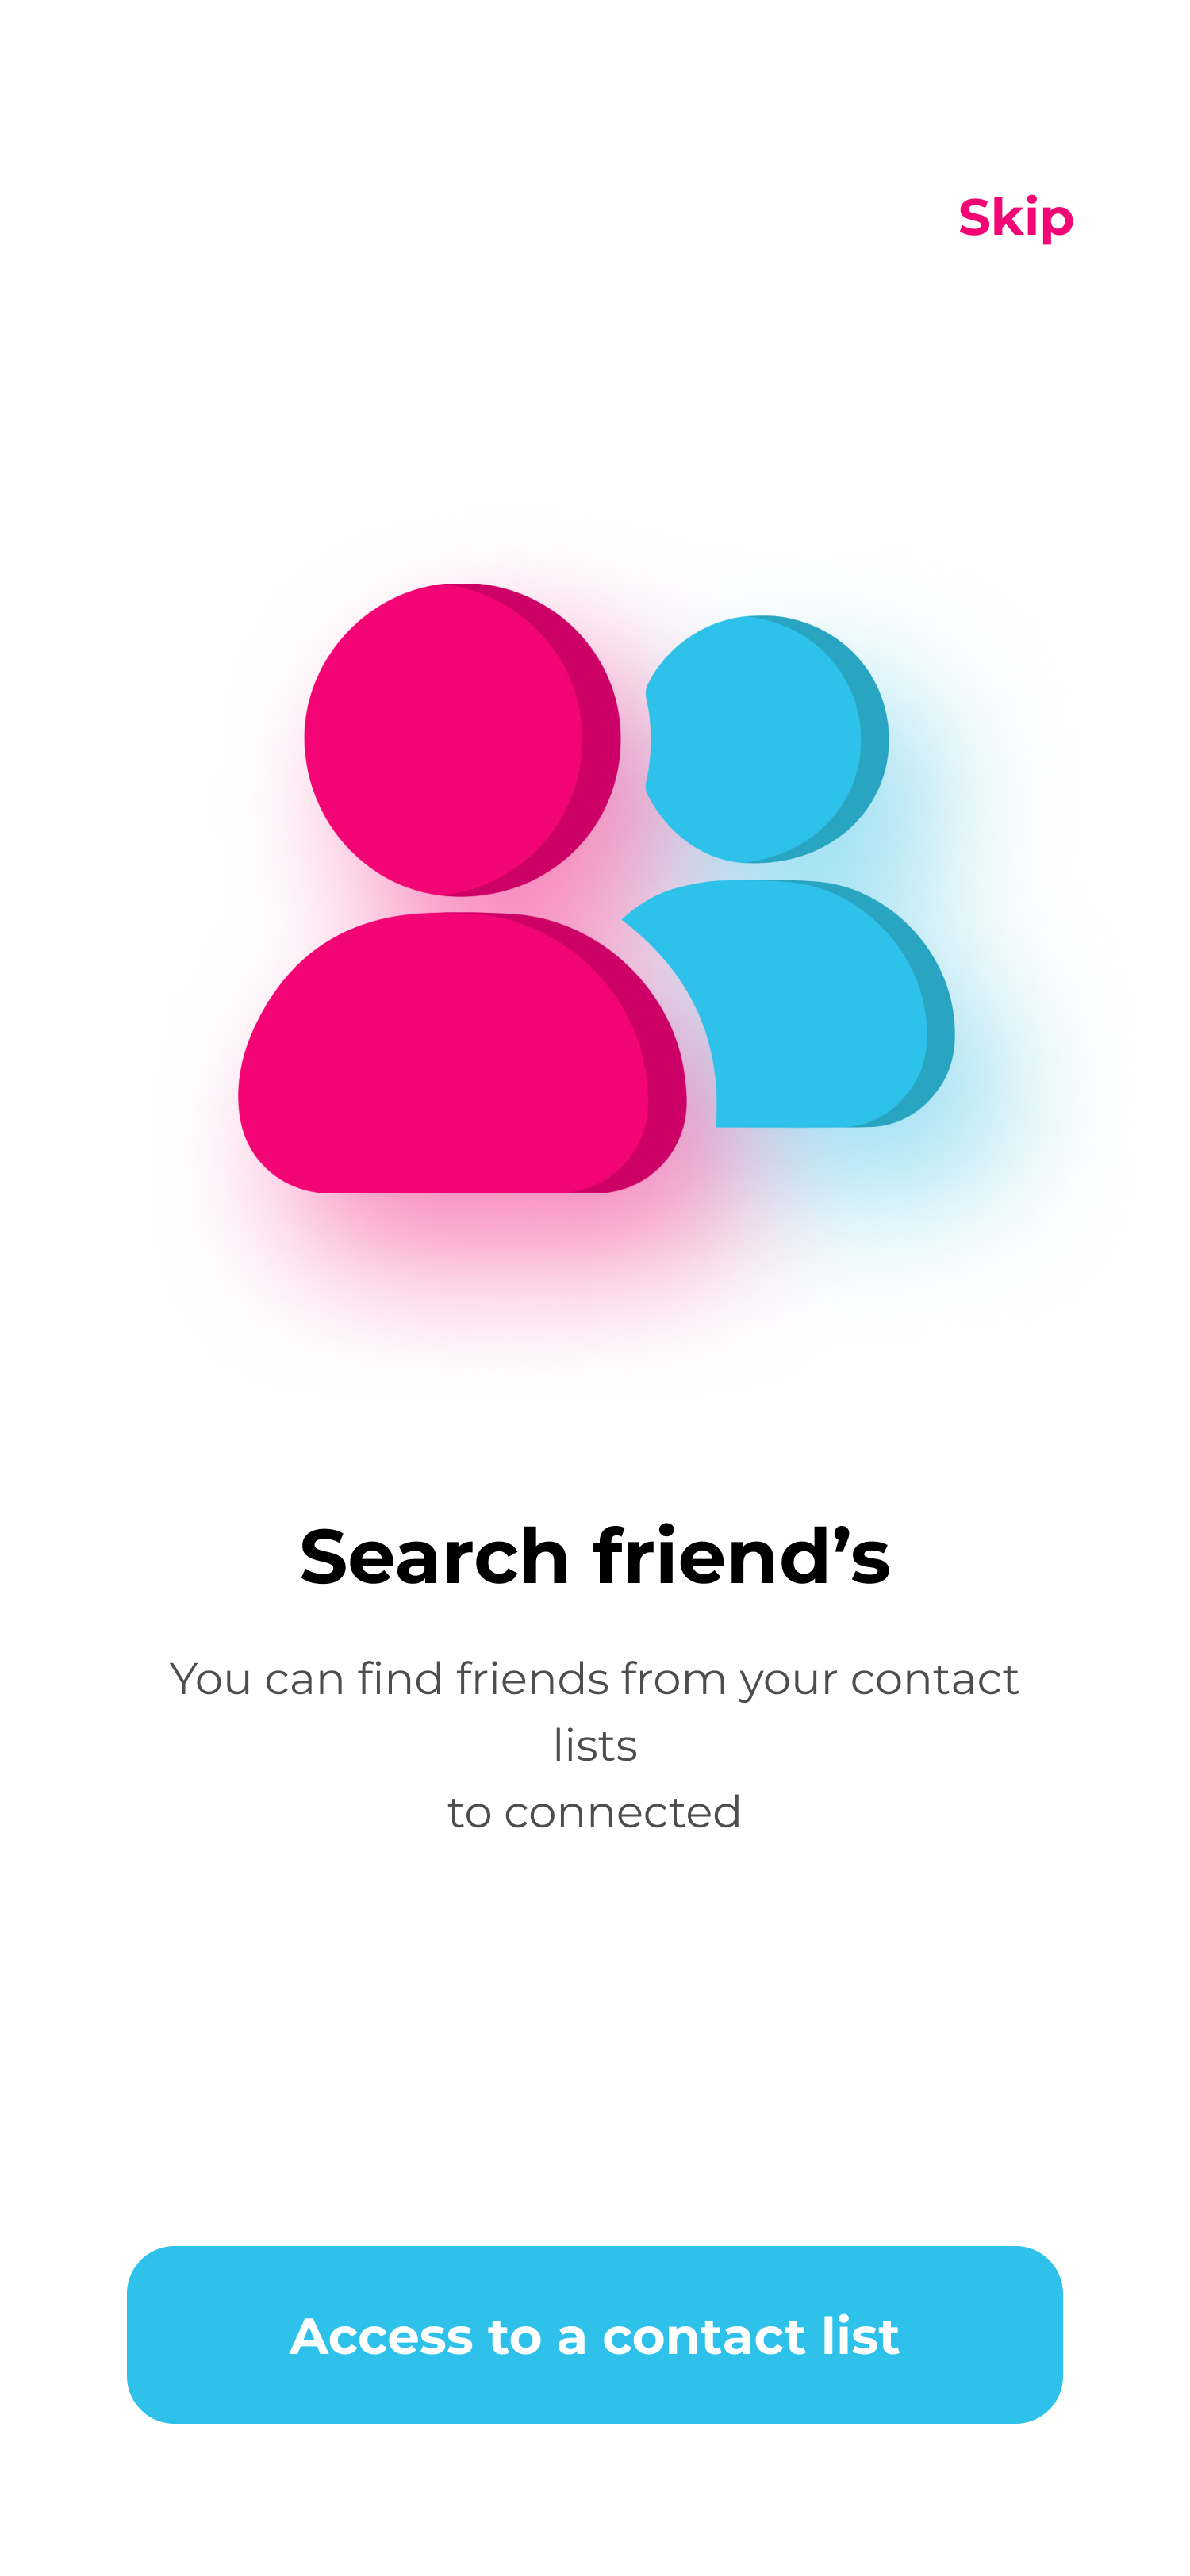 Skip
Search friend’s
You can find friends from your contact
lists
to connected
Access to a contact list